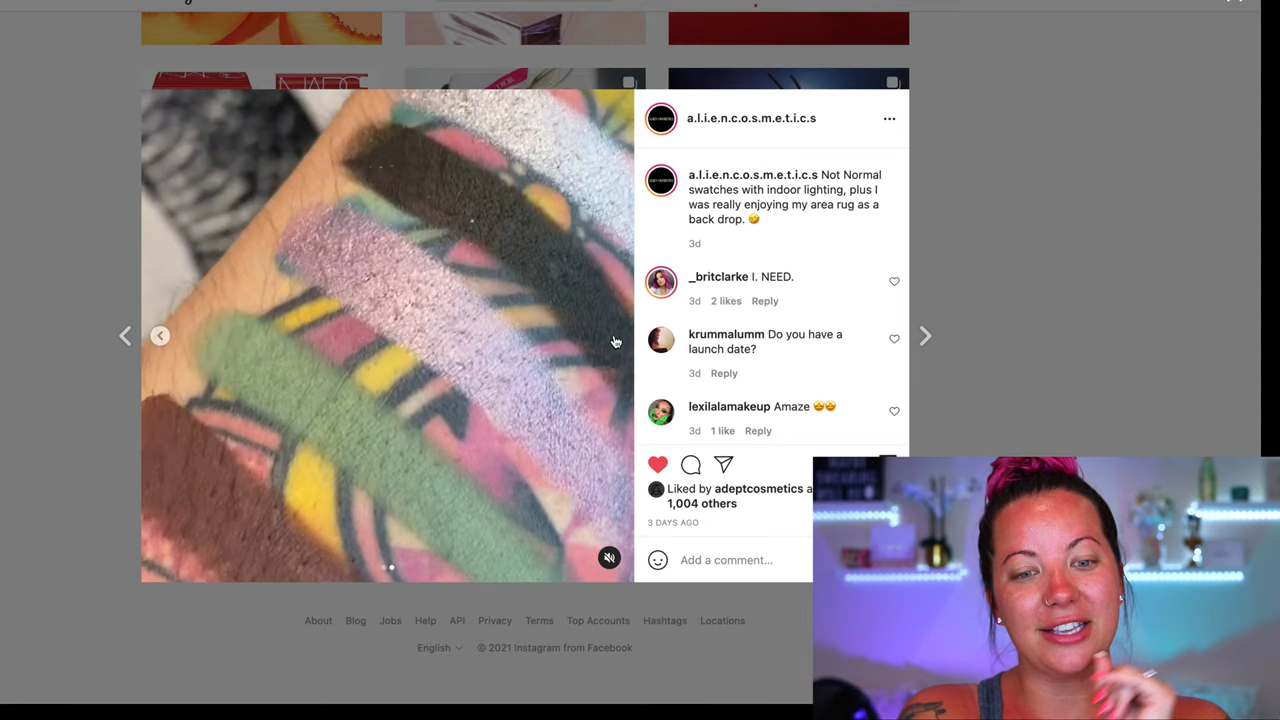 NARS
a.l.i.e.n.c.o.s.m.e.t.i.c.s
a.l.i.e.n.c.o.s.m.e.t.i.c.s Not Normal
swatches with indoor lighting, plus I
was really enjoying my area rug as a
back drop. 🤣
3d
_britclarke I. NEED.
3d 2 likes Reply
krummalumm Do you have a
launch date?
3d Reply
lexilalamakeup Amaze 🤩🤩
3d 1 like Reply
Liked by adeptcosmetics a
1,004 others
3 DAYS AGO
Add a comment...
About Blog Jobs Help API Privacy Terms Top Accounts Hashtags Locations
English © 2021 Instagram from Facebook